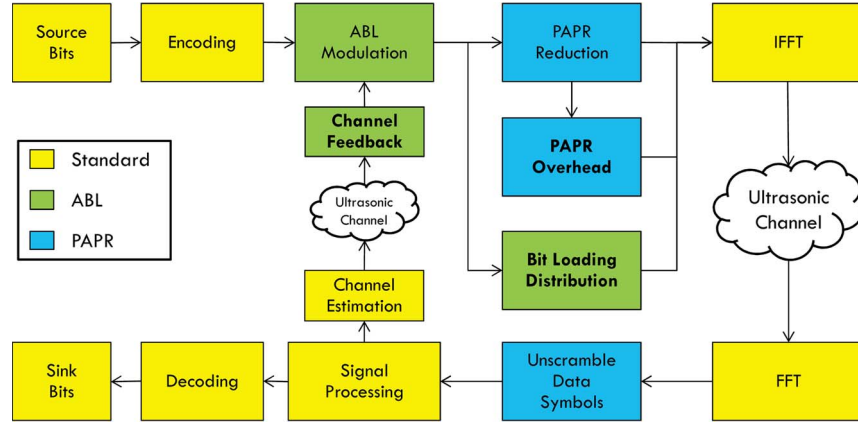 Source
Bits
Encoding
ABL
Modulation
PAPR
Reduction
IFFT
Channel
Feedback
PAPR
Overhead
Standard
ABL
PAPR
Ultrasonic
Channel
Ultrasonic
Channel
Bit Loading
Distribution
Channel
Estimation
Sink
Bits
Decoding
Signal
Processing
Unscramble
Data
Symbols
FFT